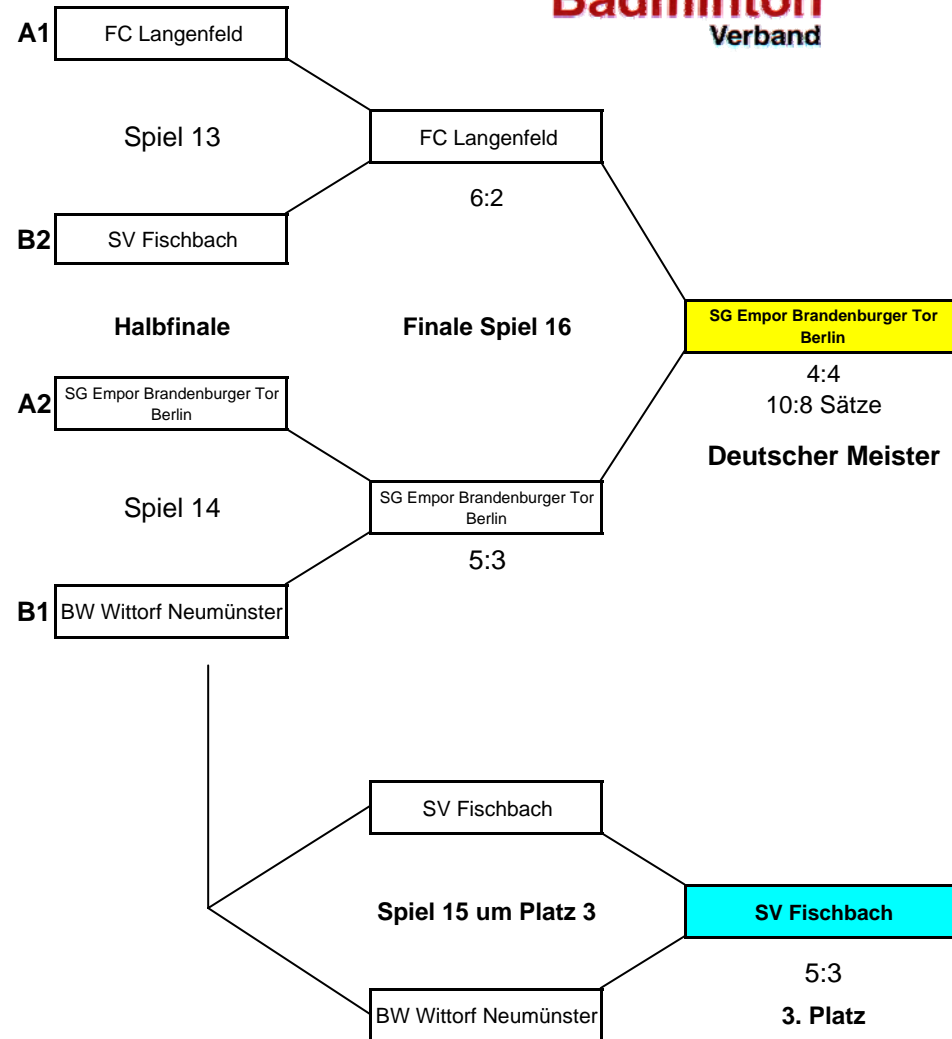 Badminton
Verband
A1 FC Langenfeld
Spiel 13
FC Langenfeld
6:2
B2 SV Fischbach
Halbfinale
Finale Spiel 16
SG Empor Brandenburger Tor
Berlin
4:4
10:8 Sätze
Deutscher Meister
A2 SG Empor Brandenburger Tor
Berlin
Spiel 14
SG Empor Brandenburger Tor
Berlin
5:3
B1 BW Wittorf Neumünster
SV Fischbach
Spiel 15 um Platz 3
SV Fischbach
5:3
3. Platz
BW Wittorf Neumünster